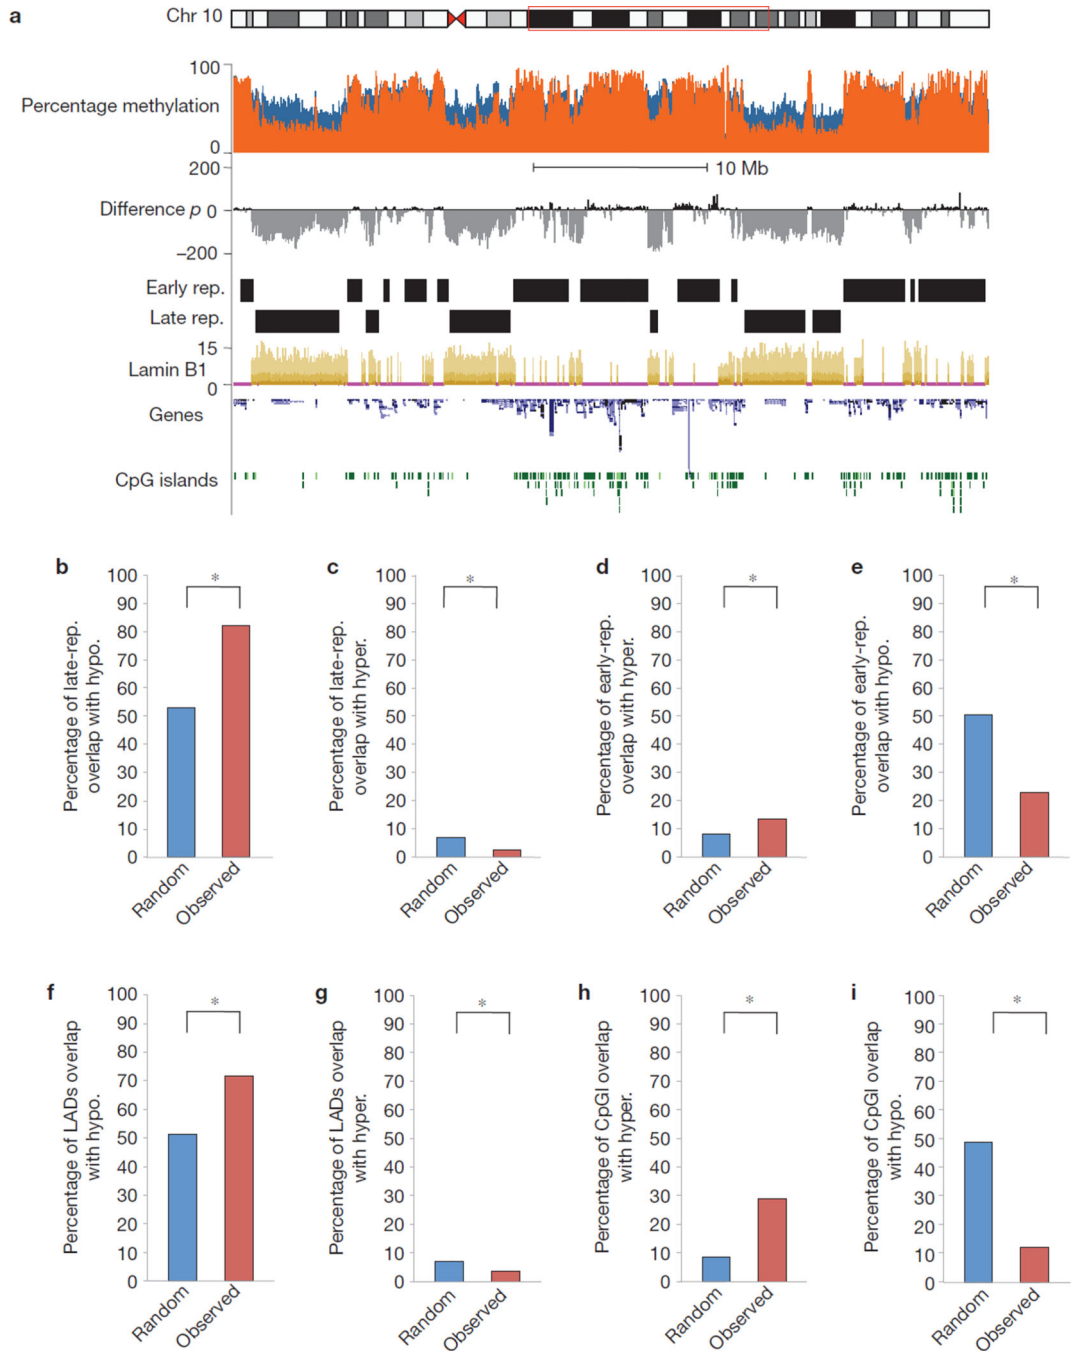 a
Chr 10
100
Percentage methylation
0
200
10 Mb
Difference p 0
–200
Early rep.
Late rep.
15
Lamin B1
0
Genes
CpG islands
b
100
90
80
70
60
50
40
30
20
10
0
Percentage of late-rep.
overlap with hypo.
*
Random
Observed
c
100
90
80
70
60
50
40
30
20
10
0
Percentage of late-rep.
overlap with hyper.
*
Random
Observed
d
100
90
80
70
60
50
40
30
20
10
0
Percentage of early-rep.
overlap with hyper.
*
Random
Observed
e
100
90
80
70
60
50
40
30
20
10
0
Percentage of early-rep.
overlap with hypo.
*
Random
Observed
f
100
90
80
70
60
50
40
30
20
10
0
Percentage of LADs overlap
with hypo.
*
Random
Observed
g
100
90
80
70
60
50
40
30
20
10
0
Percentage of LADs overlap
with hyper.
*
Random
Observed
h
100
90
80
70
60
50
40
30
20
10
0
Percentage of CpGI overlap
with hyper.
*
Random
Observed
i
100
90
80
70
60
50
40
30
20
10
0
Percentage of CpGI overlap
with hypo.
*
Random
Observed